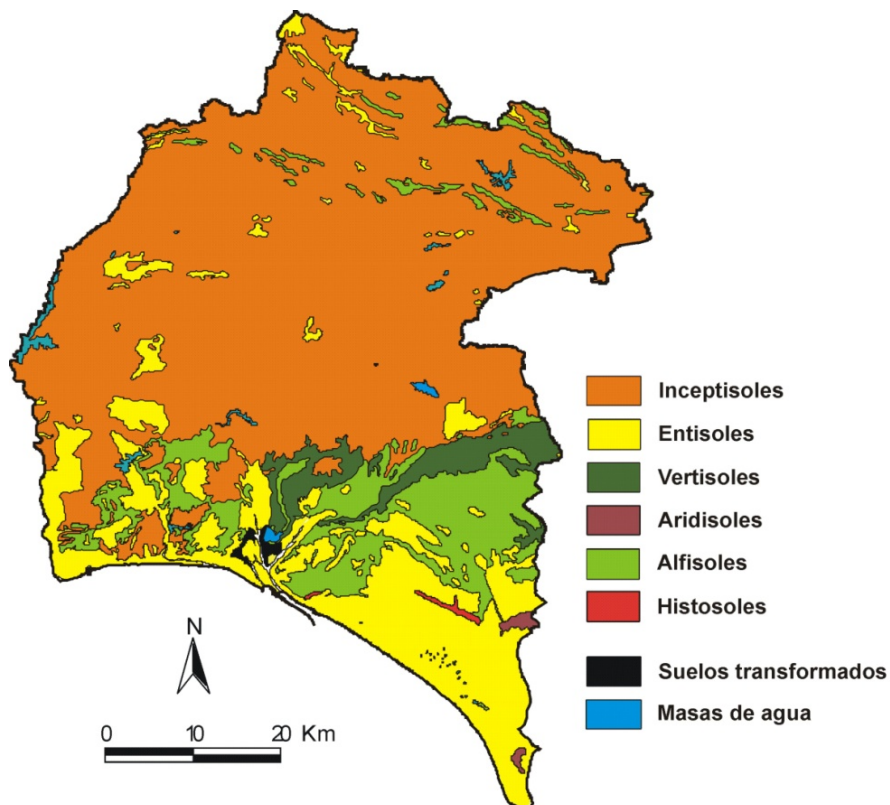 Inceptisoles
Entisoles
Vertisoles
Aridisoles
Alfisoles
Histosoles
Suelos transformados
Masas de agua
N
0 10 20 Km